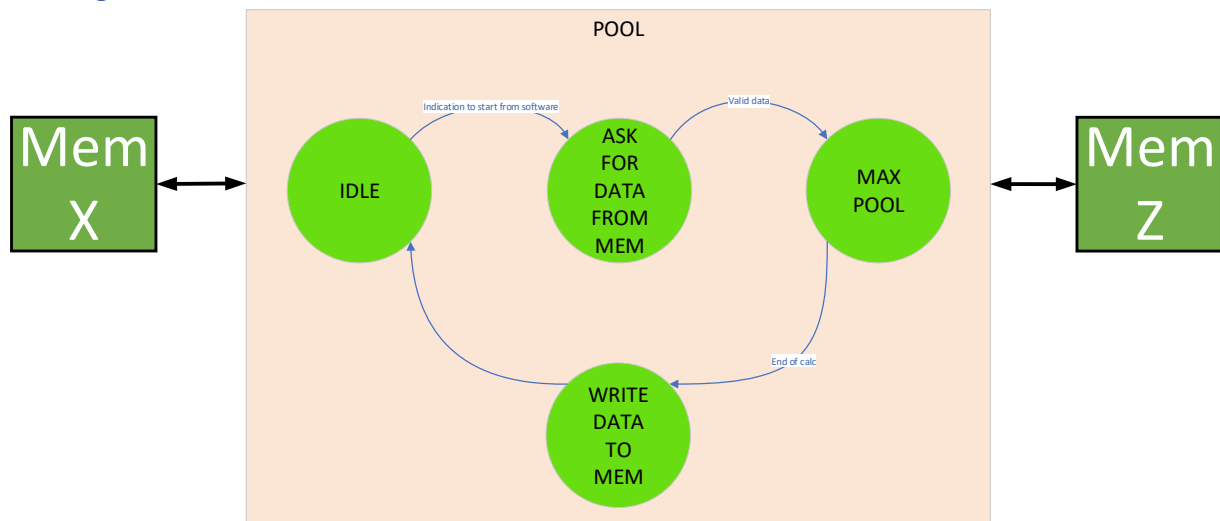 POOL
Indication to start from software
Valid data
Mem
X
IDLE
ASK
FOR
DATA
FROM
MEM
MAX
POOL
Mem
Z
End of calc
WRITE
DATA
TO
MEM